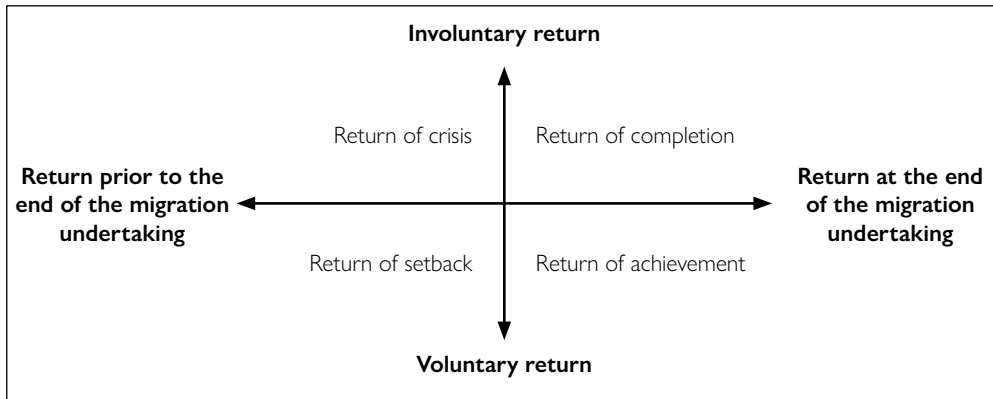 Involuntary return
Return of crisis
Return of completion
Return prior to the
end of the migration
undertaking
Return at the end
of the migration
undertaking
Return of setback
Return of achievement
Voluntary return